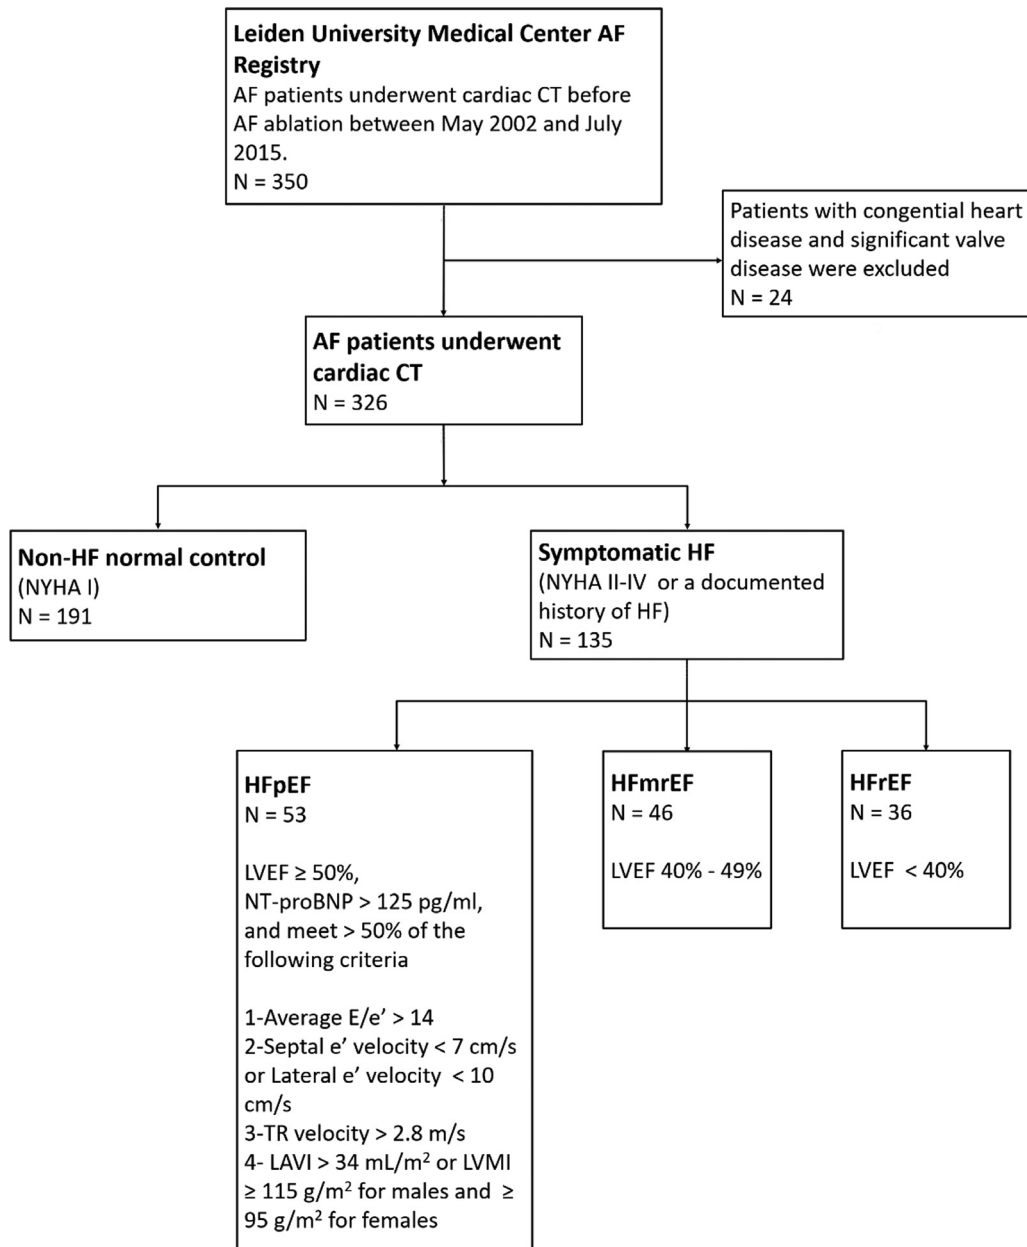 Leiden University Medical Center AF
Registry
AF patients underwent cardiac CT before
AF ablation between May 2002 and July
2015.
N = 350
Patients with congential heart
disease and significant valve
disease were excluded
N = 24
AF patients underwent
cardiac CT
N = 326
Non-HF normal control
(NYHA I)
N = 191
Symptomatic HF
(NYHA II-IV or a documented
history of HF)
N = 135
HFpEF
N = 53
LVEF ≥ 50%,
NT-proBNP > 125 pg/ml,
and meet > 50% of the
following criteria
1-Average E/e’ > 14
2-Septal e’ velocity < 7 cm/s
or Lateral e’ velocity < 10
cm/s
3-TR velocity > 2.8 m/s
4- LAVI > 34 mL/m² or LVMI
≥ 115 g/m² for males and ≥
95 g/m² for females
HFmrEF
N = 46
LVEF 40% - 49%
HFrEF
N = 36
LVEF < 40%